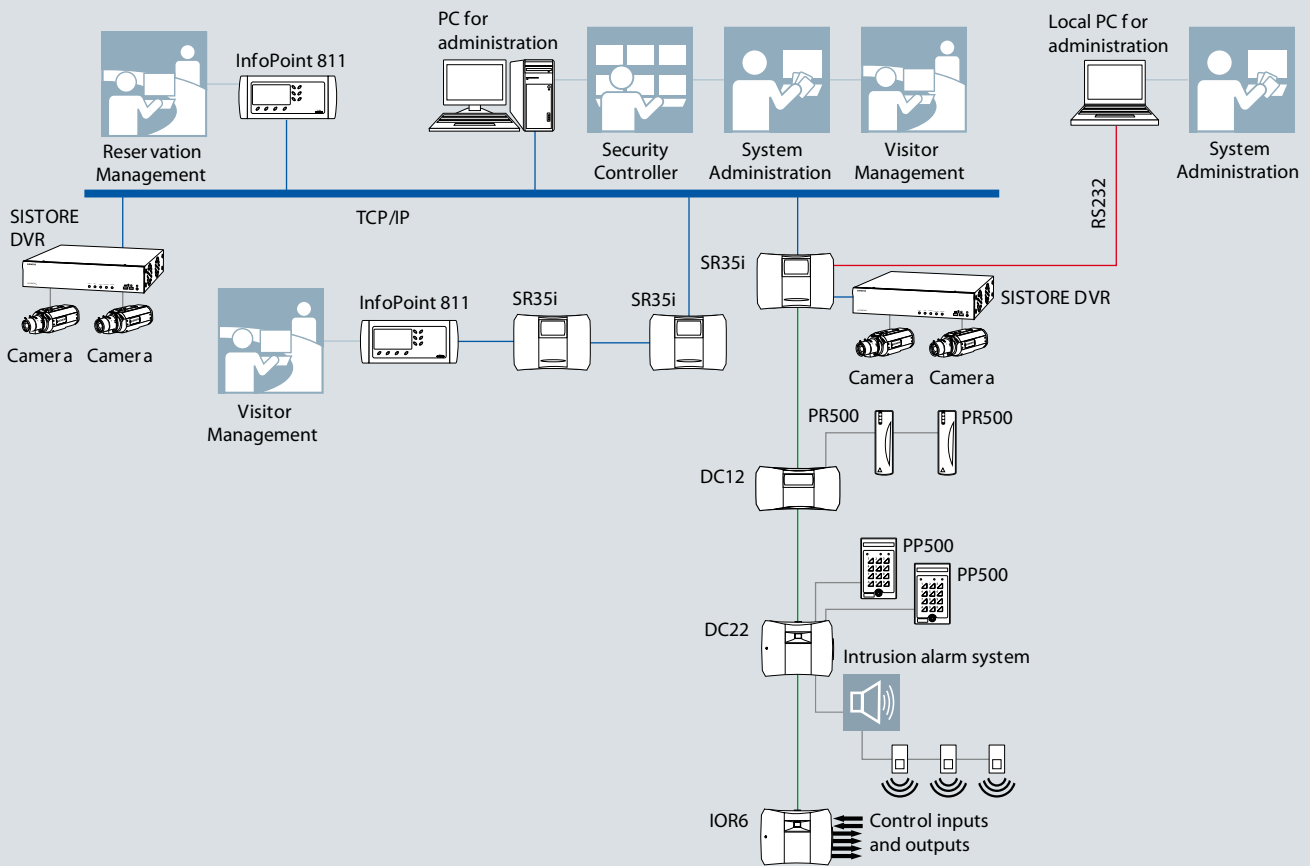 PC for
administration
Local PC for
administration
InfoPoint 811
Reservation
Management
Security
Controller
System
Administration
Visitor
Management
System
Administration
RS232
TCP/IP
SISTORE
DVR
SR35i
SISTORE DVR
InfoPoint 811
SR35i
SR35i
Camera
Camera
Camera
Camera
Visitor
Management
PR500
PR500
DC12
PP500
PP500
DC22
Intrusion alarm system
IOR6
Control inputs
and outputs